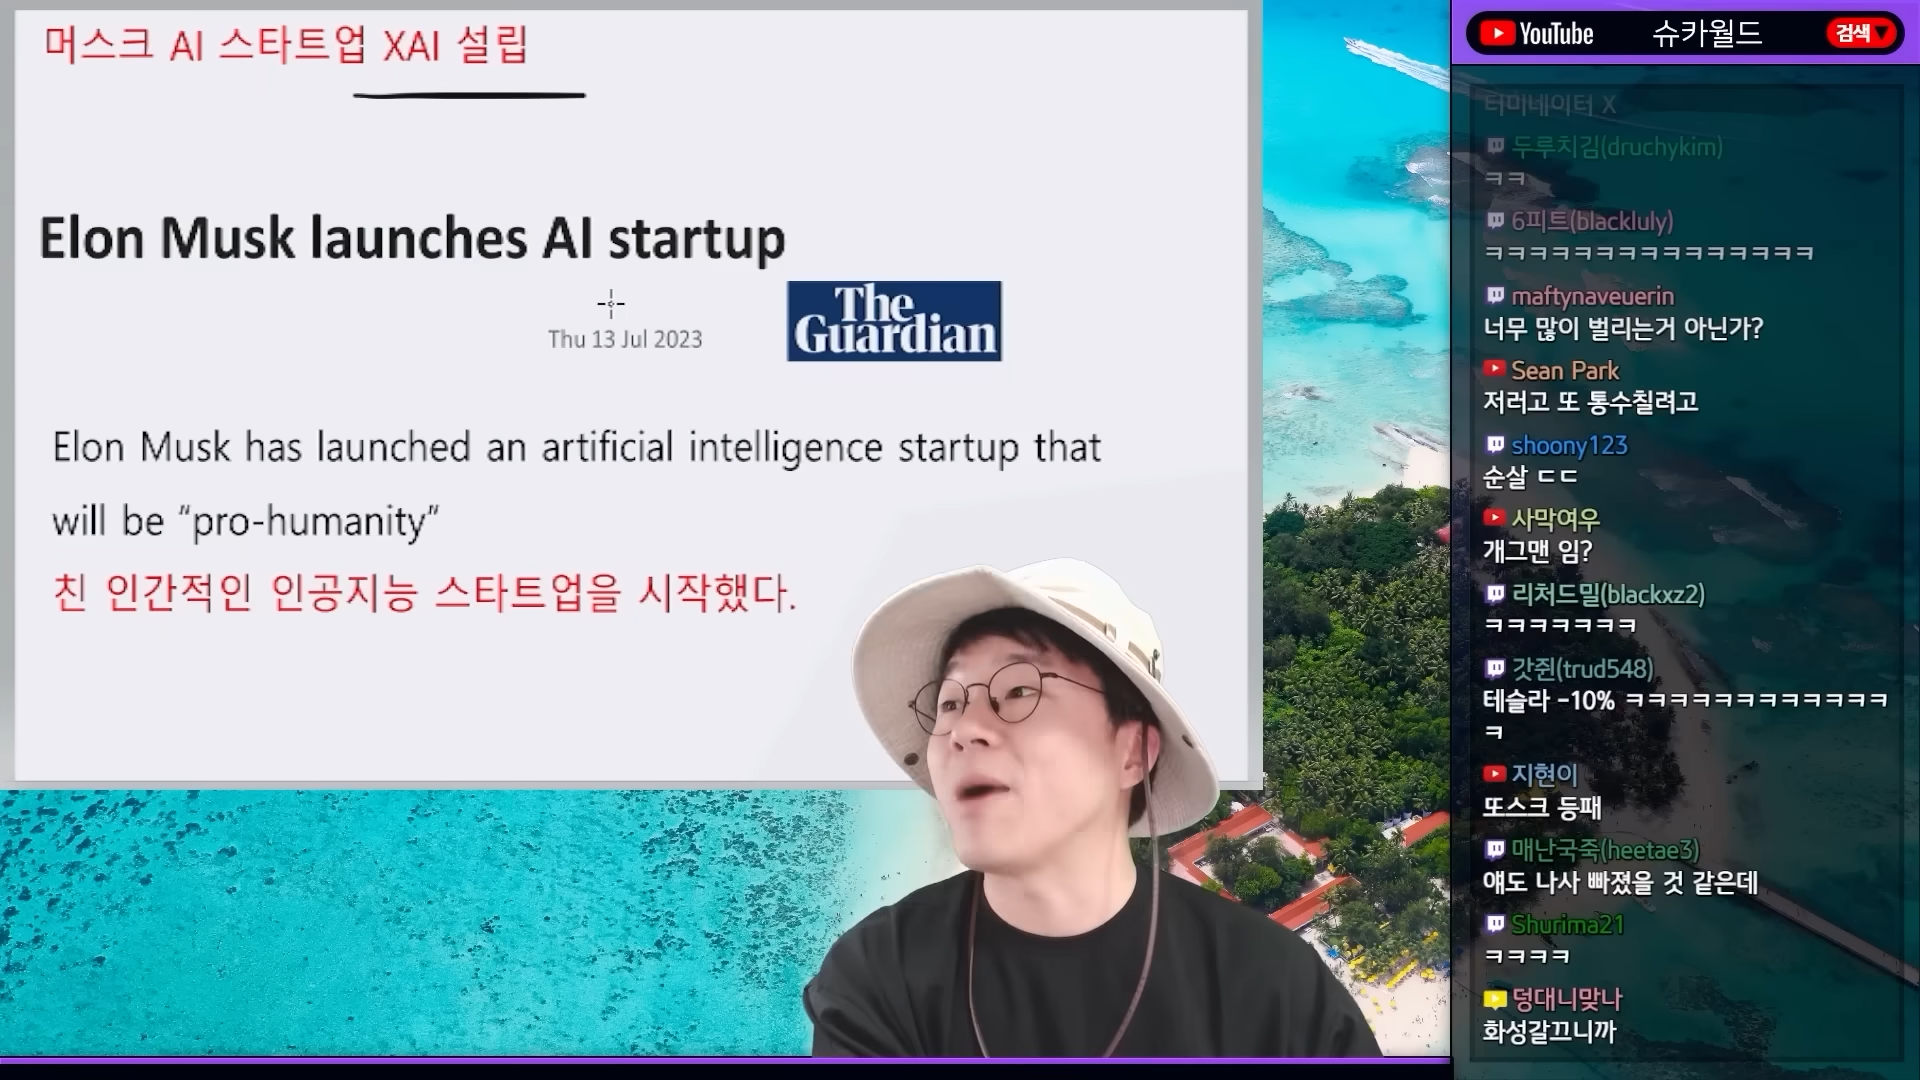 머스크 AI 스타트업 XAI 설립
Elon Musk launches AI startup
Thu 13 Jul 2023
The
Guardian
Elon Musk has launched an artificial intelligence startup that
will be “pro-humanity”
친 인간적인 인공지능 스타트업을 시작했다.
YouTube 슈카월드 검색
터미네이터 X
두루치김(druchykim)
ㅋㅋ
6피트(blackluly)
ㅋㅋㅋㅋㅋㅋㅋㅋㅋㅋㅋㅋㅋㅋㅋ
maftynaveuerin
너무 많이 벌리는거 아닌가?
Sean Park
저러고 또 통수칠려고
shoony123
순살 ㄷㄷ
사막여우
개그맨 임?
리처드밀(blackxz2)
ㅋㅋㅋㅋㅋㅋㅋ
갓쥔(trud548)
테슬라 -10% ㅋㅋㅋㅋㅋㅋㅋㅋㅋㅋㅋㅋ
ㅋ
지현이
또스크 등패
매난국죽(heetae3)
얘도 나사 빠졌을 것 같은데
Shurima21
ㅋㅋㅋㅋ
덩대니맞나
화성갈끄니까